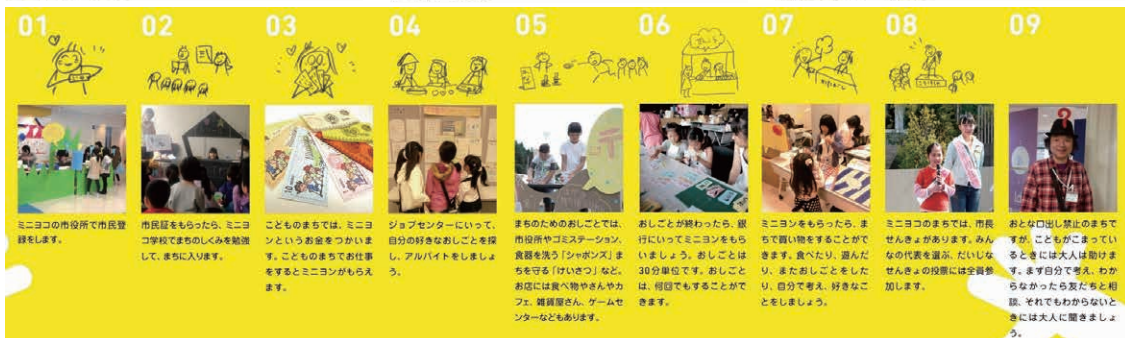 01
ミニヨコの市役所で市民登
録をします。
02
市民証をもらったら、ミニヨ
コ学校でまちのしくみを勉強
して、まちに入ります。
03
こどものまちでは、ミニヨ
ンというお金をつかいま
す。こどものまちでお仕事
をするとミニヨンがもらえ
ます。
04
ジョブセンターにいって、
自分の好きなおしごとを探
し、アルバイトをしましょ
う。
05
まちのためのおしごとでは、
市役所やゴミステーション、
食器を洗う「シャボンズ」ま
ちを守る「けいさつ」など。
お店には食べ物やさんやカ
フェ、雑貨屋さん、ゲームセ
ンターなどもあります。
06
おしごとが終わったら、銀
行にいってミニヨンをもら
いましょう。おしごとは
30分単位です。おしごと
は、何回でもすることがで
きます。
07
ミニヨンをもらったら、ま
ちで買い物をすることがで
きます。食べたり、遊んだ
り、またおしごとをした
り、自分で考え、好きなこ
とをしましょう。
08
ミニヨコのまちでは、市長
せんきょがあります。みん
なの代表を選ぶ、だいじな
せんきょの投票には全員参
加します。
09
おとな口出し禁止のまちで
すが、こどもがこまってい
るときには大人は助けま
す。まず自分で考え、わか
らなかったら友だちと相
談、それでもわからないと
きには大人に聞きましょ
う。